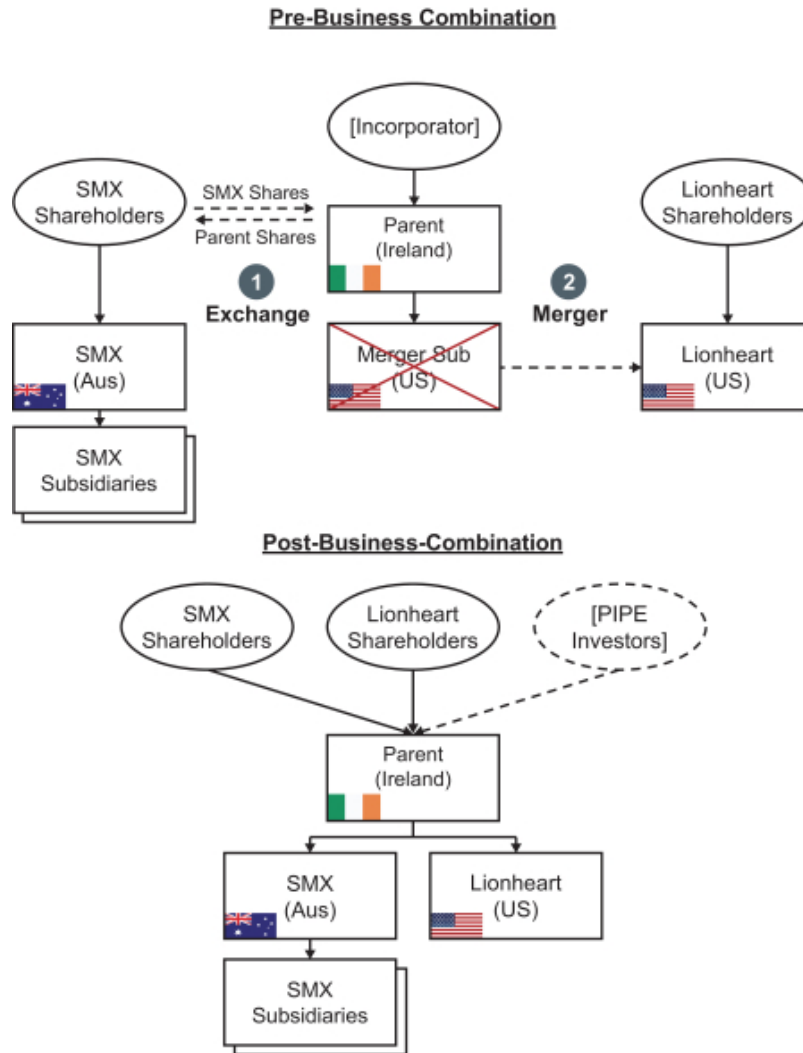 Pre-Business Combination
[Incorporator]
SMX
Shareholders
SMX Shares
Parent Shares
Parent
(Ireland)
Lionheart
Shareholders
1
Exchange
2
Merger
SMX
(Aus)
Merger Sub
(US)
Lionheart
(US)
SMX
Subsidiaries
Post-Business-Combination
SMX
Shareholders
Lionheart
Shareholders
[PIPE
Investors]
Parent
(Ireland)
SMX
(Aus)
Lionheart
(US)
SMX
Subsidiaries